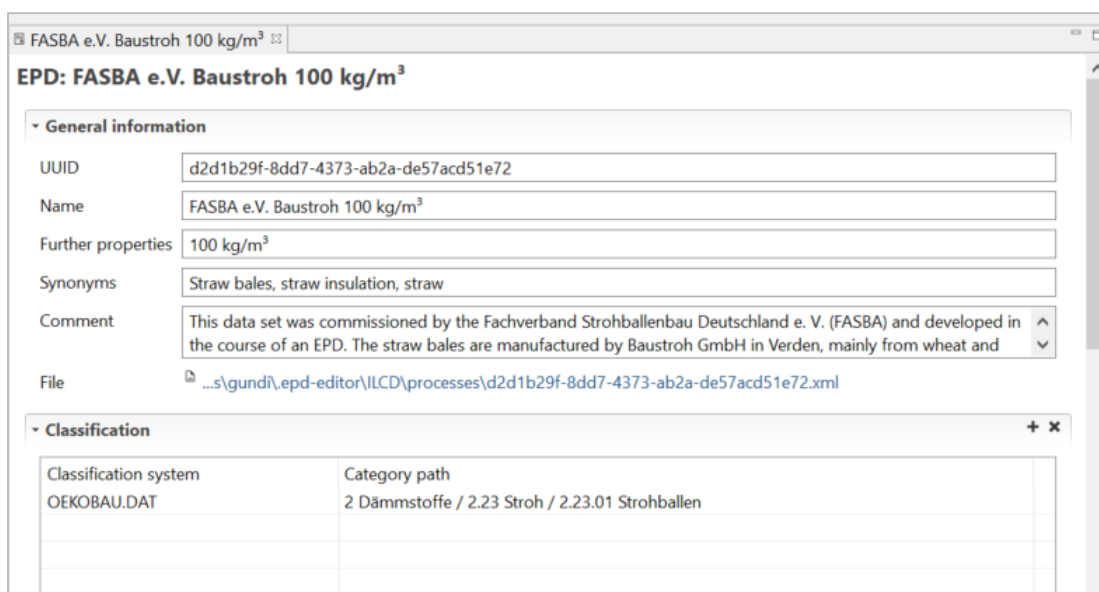 FASBA e.V. Baustroh 100 kg/m³
EPD: FASBA e.V. Baustroh 100 kg/m³
General information
UUID d2d1b29f-8dd7-4373-ab2a-de57acd51e72
Name FASBA e.V. Baustroh 100 kg/m³
Further properties 100 kg/m³
Synonyms Straw bales, straw insulation, straw
Comment This data set was commissioned by the Fachverband Strohballenbau Deutschland e. V. (FASBA) and developed in
the course of an EPD. The straw bales are manufactured by Baustroh GmbH in Verden, mainly from wheat and
File ...s\gundi\.epd-editor\ILCD\processes\d2d1b29f-8dd7-4373-ab2a-de57acd51e72.xml
Classification
Classification system Category path
OEKOBAU.DAT 2 Dämmstoffe / 2.23 Stroh / 2.23.01 Strohballen